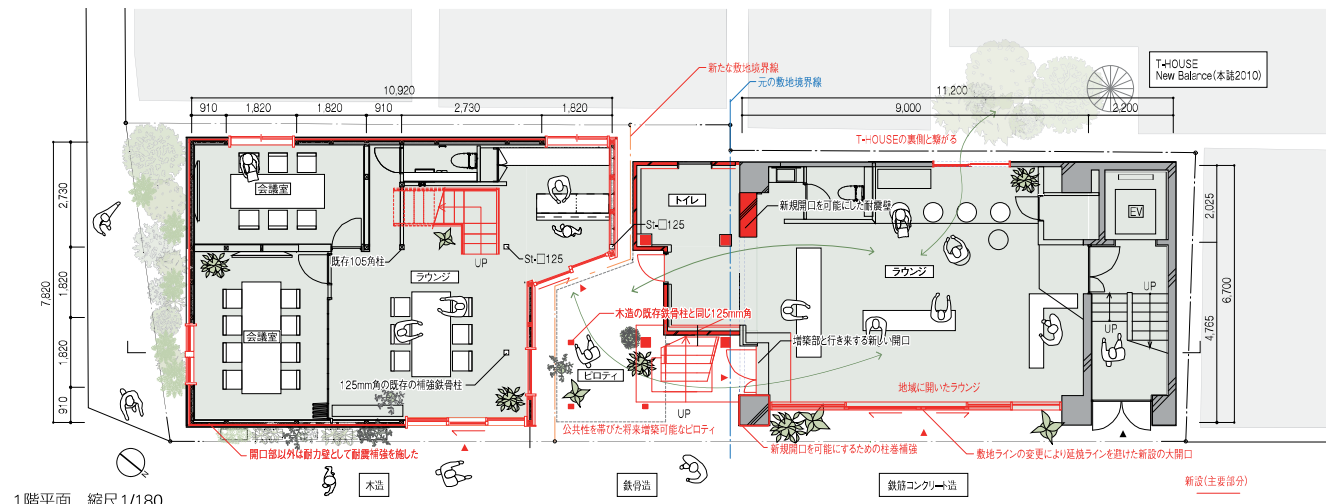 新たな敷地境界線
元の敷地境界線
T-HOUSE
New Balance(本誌2010)
10,920
11,200
910
1,820
1,820
910
2,730
1,820
9,000
2,200
T-HOUSEの裏側と繋がる
7,820
2,730
1,820
1,820
910
会議室
トイレ
新規開口を可能にした耐震壁
EV
2,025
6,700
4,765
St-□125
既存105角柱
UP
St-□125
ラウンジ
ラウンジ
UP
UP
木造の既存鉄骨柱と同じ125mm角
会議室
増築部と行き来する新しい開口
125mm角の既存の補強鉄骨柱
ピロティ
地域に開いたラウンジ
UP
公共性を帯びた将来増築可能なピロティ
開口部以外は耐力壁として耐震補強を施した
新規開口を可能にするための柱巻補強
敷地ラインの変更により延焼ラインを避けた新設の大開口
N
木造
鉄骨造
鉄筋コンクリート造
新設(主要部分)
1階平面 縮尺1/180